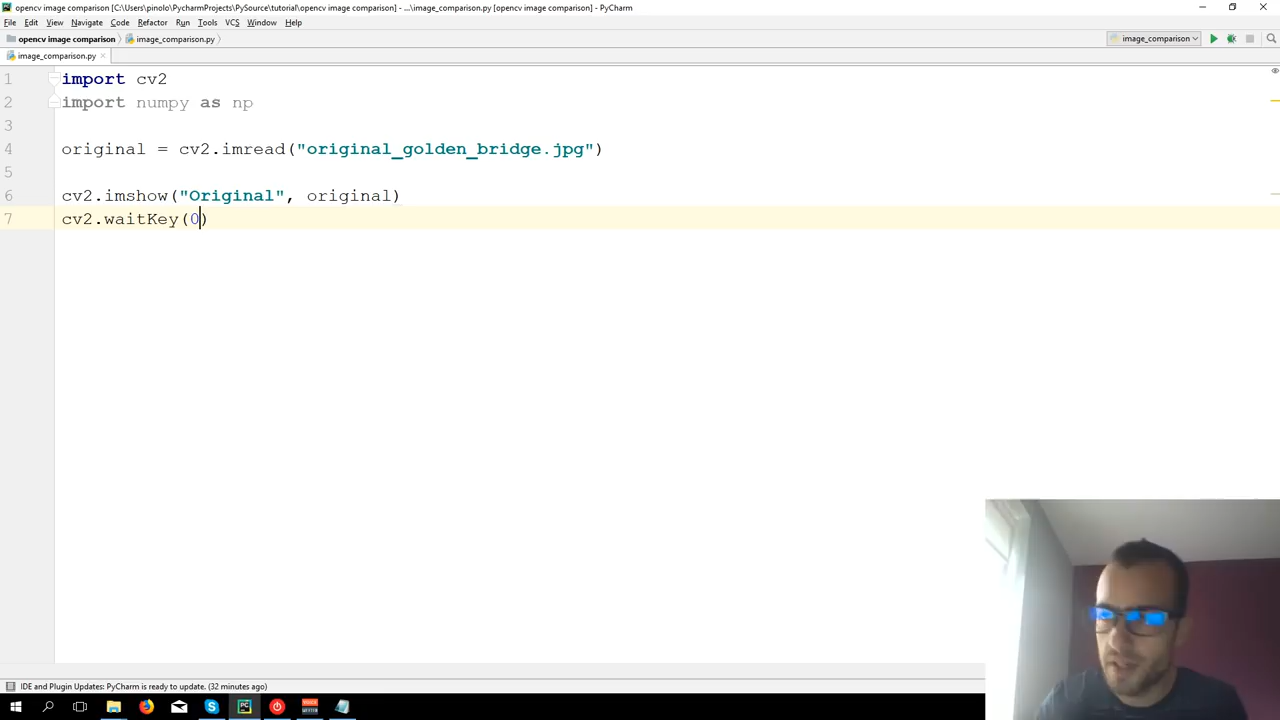 opencv image comparison [C:\Users\pinolo\PycharmProjects\PySource\tutorial\opencv image comparison] - ...\image_comparison.py [opencv image comparison] - PyCharm
File Edit View Navigate Code Refactor Run Tools VCS Window Help
opencv image comparison image_comparison.py image_comparison
image_comparison.py
1 import cv2
2 import numpy as np
3
4 original = cv2.imread("original_golden_bridge.jpg")
5
6 cv2.imshow("Original", original)
7 cv2.waitKey(0)
IDE and Plugin Updates: PyCharm is ready to update. (32 minutes ago)